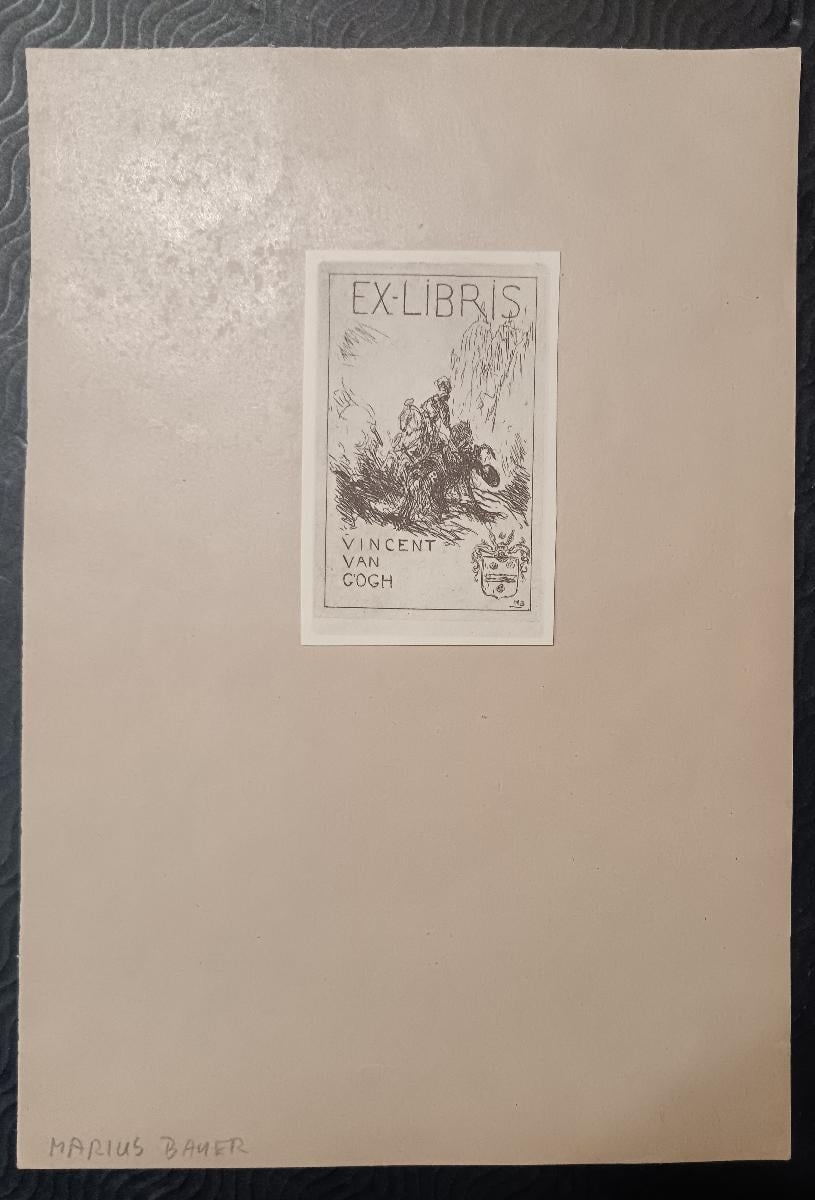 EX-LIBRIS
VINCENT
VAN
GOGH
MB
MARIUS BAUER